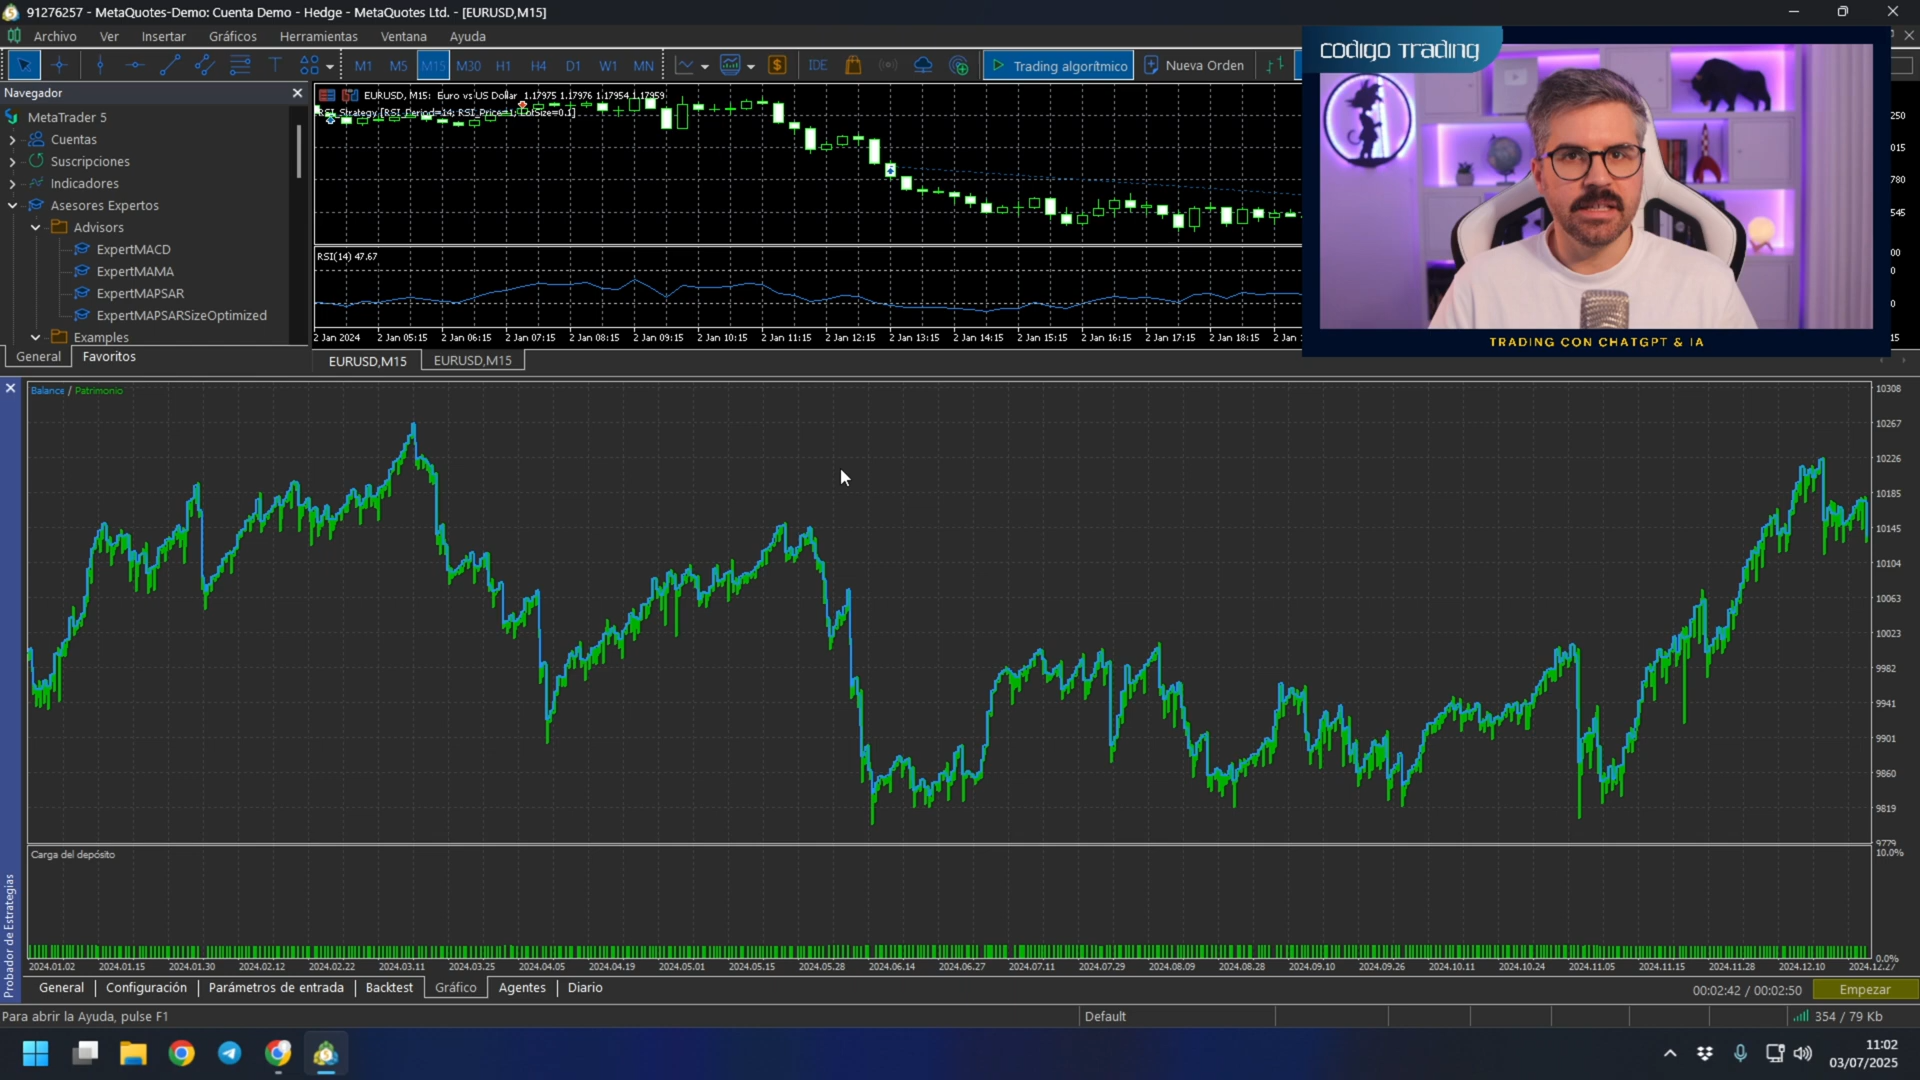 91276257 - MetaQuotes-Demo: Cuenta Demo - Hedge - MetaQuotes Ltd. - [EURUSD,M15]
Archivo Ver Insertar Gráficos Herramientas Ventana Ayuda
M1 M5 M15 M30 H1 H4 D1 W1 MN IDE Trading algorítmico Nueva Orden
codigo Trading
TRADING CON CHATGPT & IA
Navegador
MetaTrader 5
Cuentas
Suscripciones
Indicadores
Asesores Expertos
Advisors
ExpertMACD
ExpertMAMA
ExpertMAPSAR
ExpertMAPSARSizeOptimized
Examples
General Favoritos
EURUSD, M15: Euro vs US Dollar 1.17975 1.17976 1.17954 1.17959
RSI_Strategy [RSI_Period=14; RSI_Price=1; LotSize=0.1]
RSI(14) 47.67
2 Jan 2024 2 Jan 05:15 2 Jan 06:15 2 Jan 07:15 2 Jan 08:15 2 Jan 09:15 2 Jan 10:15 2 Jan 11:15 2 Jan 12:15 2 Jan 13:15 2 Jan 14:15 2 Jan 15:15 2 Jan 16:15 2 Jan 17:15 2 Jan 18:15
EURUSD,M15 EURUSD,M15
Balance / Patrimonio
10308
10267
10226
10185
10145
10104
10063
10023
9982
9941
9901
9860
9819
9779
Carga del depósito
10.0%
0.0%
2024.01.02 2024.01.15 2024.01.30 2024.02.12 2024.02.22 2024.03.11 2024.03.25 2024.04.05 2024.04.19 2024.05.01 2024.05.15 2024.05.28 2024.06.14 2024.06.27 2024.07.11 2024.07.29 2024.08.09 2024.08.28 2024.09.10 2024.09.26 2024.10.11 2024.10.24 2024.11.05 2024.11.15 2024.11.28 2024.12.10 2024.12.27
Probador de Estrategias
General Configuración Parámetros de entrada Backtest Gráfico Agentes Diario
00:02:42 / 00:02:50 Empezar
Para abrir la Ayuda, pulse F1 Default 354 / 79 Kb
11:02
03/07/2025